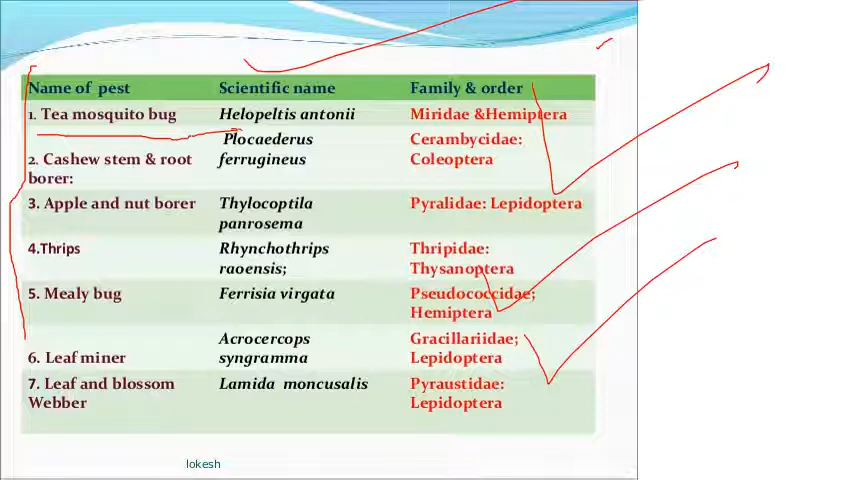 Name of pest Scientific name Family & order
1. Tea mosquito bug Helopeltis antonii Miridae &Hemiptera
Plocaederus Cerambycidae:
2. Cashew stem & root ferrugineus Coleoptera
borer:
3. Apple and nut borer Thylocoptila Pyralidae: Lepidoptera
panrosema
4.Thrips Rhynchothrips Thripidae:
raoensis; Thysanoptera
5. Mealy bug Ferrisia virgata Pseudococcidae;
Hemiptera
Acrocercops Gracillariidae;
6. Leaf miner syngramma Lepidoptera
7. Leaf and blossom Lamida moncusalis Pyraustidae:
Webber Lepidoptera
lokesh